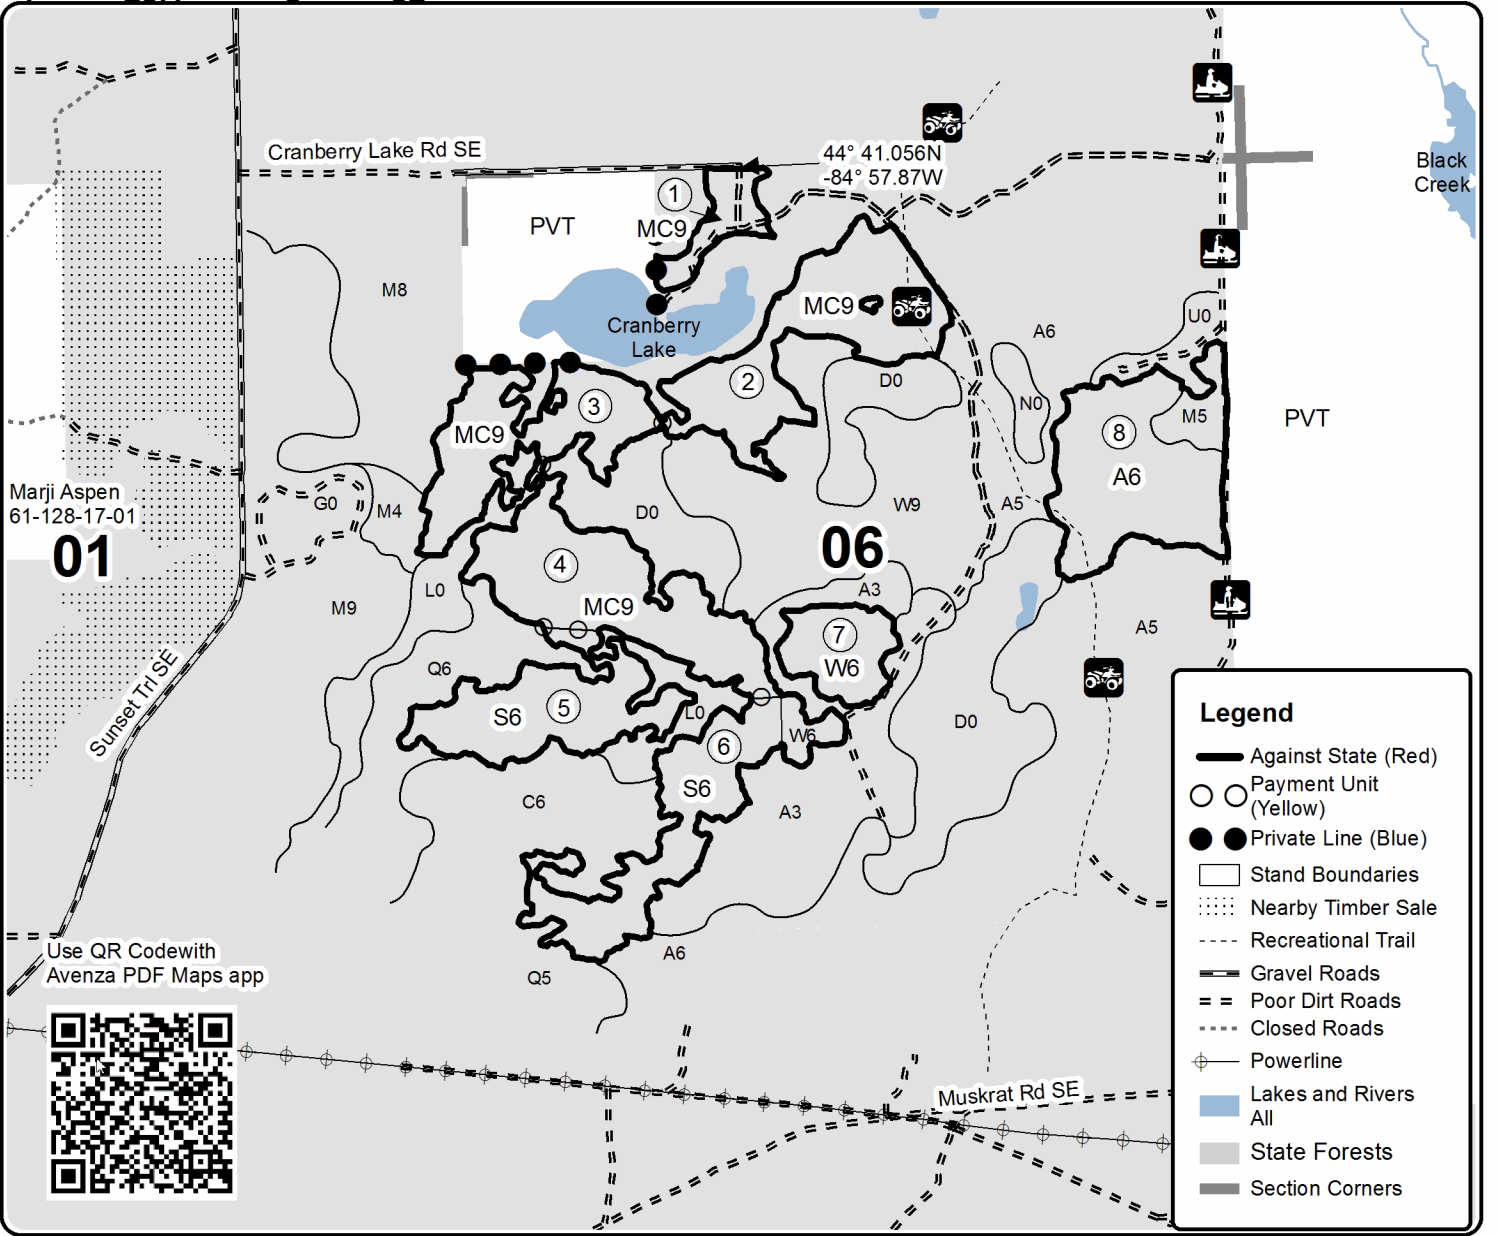 Cranberry Lake Rd SE
44° 41.056N
-84° 57.87W
Black
Creek
1
MC9
PVT
M8
MC9
U0
Cranberry
Lake
A6
D0
2
3
N0
M5
PVT
MC9
8
A6
Marji Aspen
61-128-17-01
01
G0
M4
D0
W9
A5
06
4
L0
A3
MC9
M9
7
A5
W6
Q6
Sunset Trl SE
5
S6
L0
D0
W6
6
S6
C6
A3
Use QR Codewith
Avenza PDF Maps app
A6
Q5
Muskrat Rd SE
Legend
Against State (Red)
Payment Unit
(Yellow)
Private Line (Blue)
Stand Boundaries
Nearby Timber Sale
Recreational Trail
Gravel Roads
Poor Dirt Roads
Closed Roads
Powerline
Lakes and Rivers
All
State Forests
Section Corners